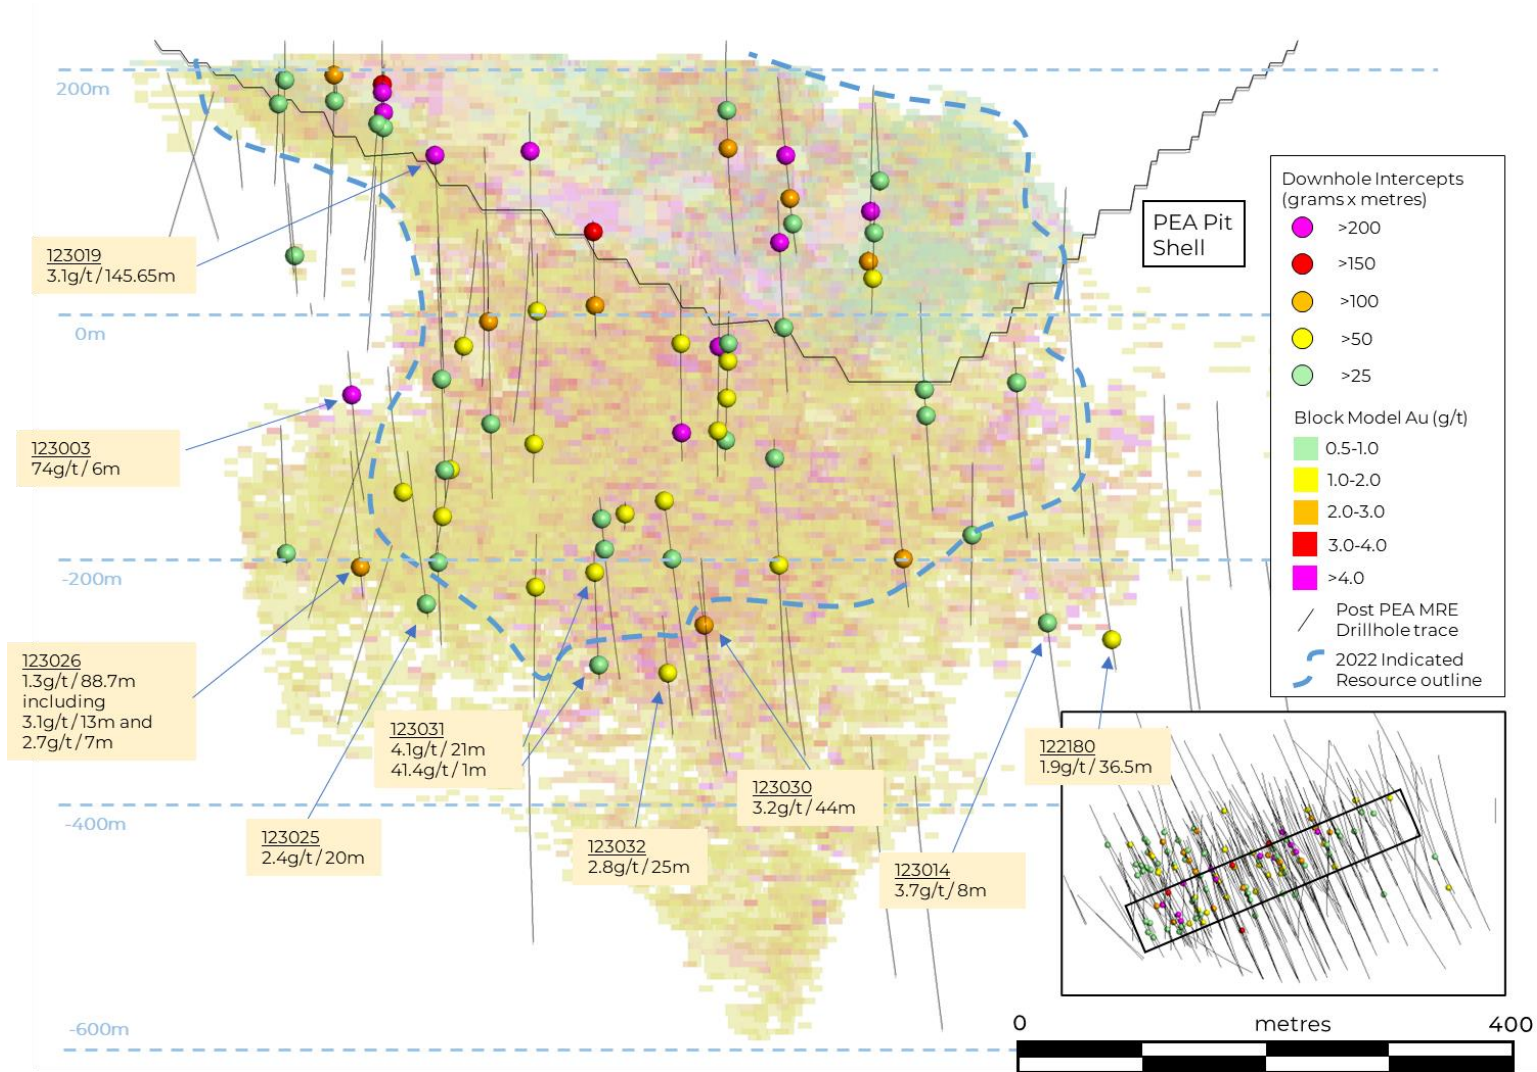 200m
0m
-200m
-400m
-600m
123019
3.1g/t / 145.65m
123003
74g/t / 6m
123026
1.3g/t / 88.7m
including
3.1g/t / 13m and
2.7g/t / 7m
123025
2.4g/t / 20m
123031
4.1g/t / 21m
41.4g/t / 1m
123032
2.8g/t / 25m
123030
3.2g/t / 44m
123014
3.7g/t / 8m
122180
1.9g/t / 36.5m
PEA Pit
Shell
Downhole Intercepts
(grams x metres)
>200
>150
>100
>50
>25
Block Model Au (g/t)
0.5-1.0
1.0-2.0
2.0-3.0
3.0-4.0
>4.0
Post PEA MRE
Drillhole trace
2022 Indicated
Resource outline
0 metres 400